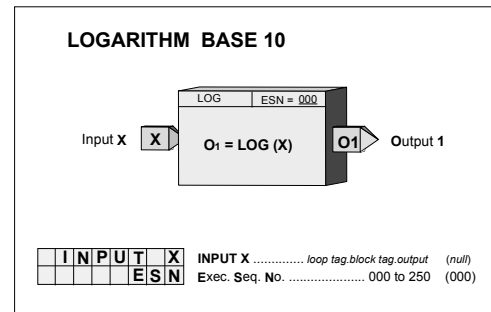 LOGARITHM BASE 10
LOG ESN = 000
Input X X O1 = LOG (X) O1 Output 1
INPUT X INPUT X .............. loop tag.block tag.output (null)
ESN Exec. Seq. No. ..................... 000 to 250 (000)